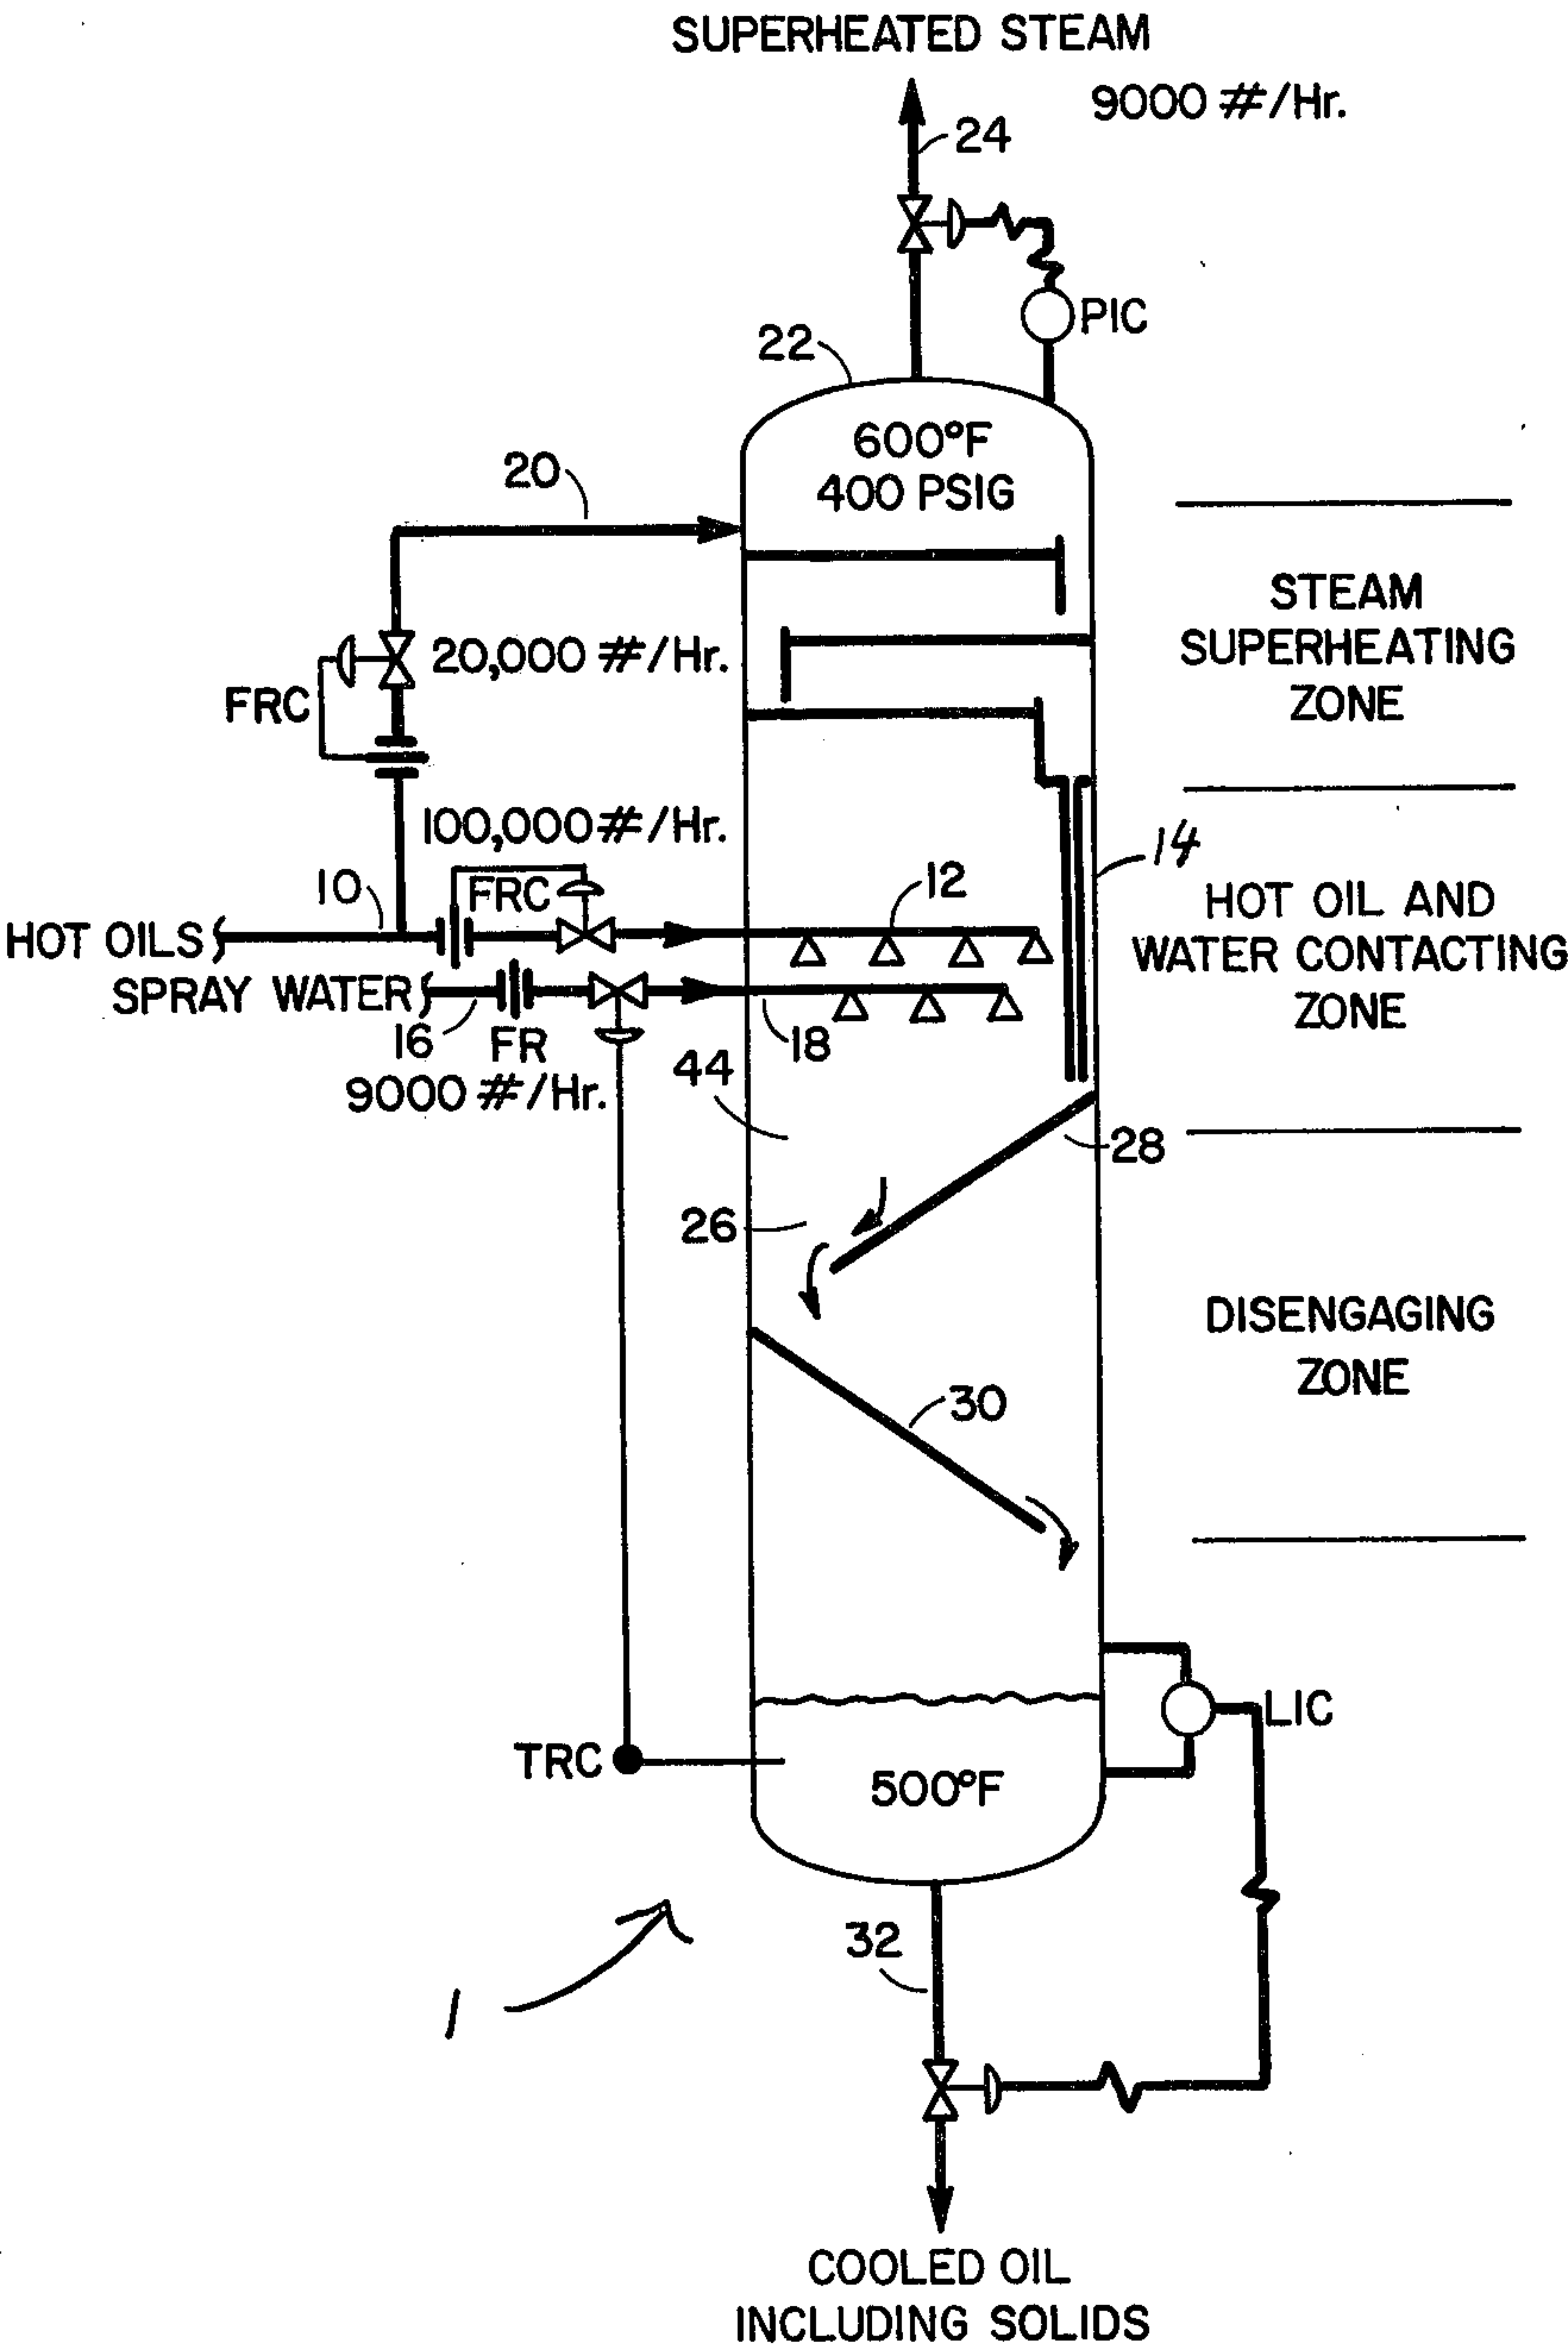 SUPERHEATED STEAM
9000 #/Hr.
24
PIC
22
600°F
400 PSIG
20
STEAM
SUPERHEATING
ZONE
20,000 #/Hr.
FRC
100,000 #/Hr.
14
10
FRC
12
HOT OILS
HOT OIL AND
WATER CONTACTING
ZONE
SPRAY WATER
16
FR
18
9000 #/Hr.
44
28
26
DISENGAGING
ZONE
30
LIC
TRC
500°F
32
1
COOLED OIL
INCLUDING SOLIDS